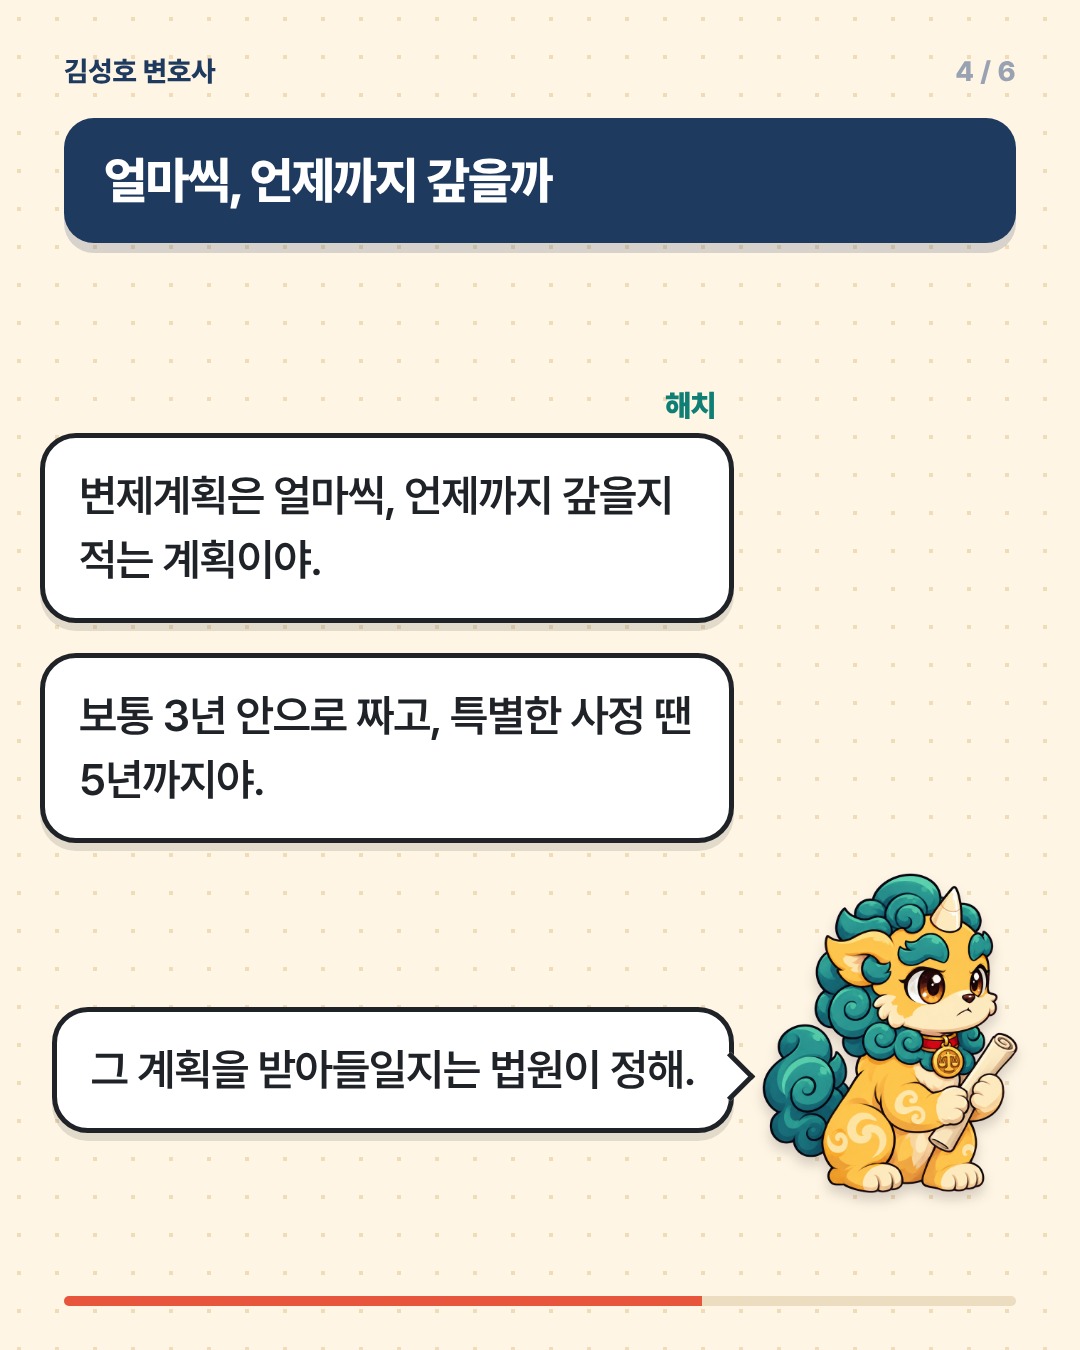 김성호 변호사
4 / 6
얼마씩, 언제까지 갚을까
해치
변제계획은 얼마씩, 언제까지 갚을지
적는 계획이야.
보통 3년 안으로 짜고, 특별한 사정 땐
5년까지야.
그 계획을 받아들일지는 법원이 정해.